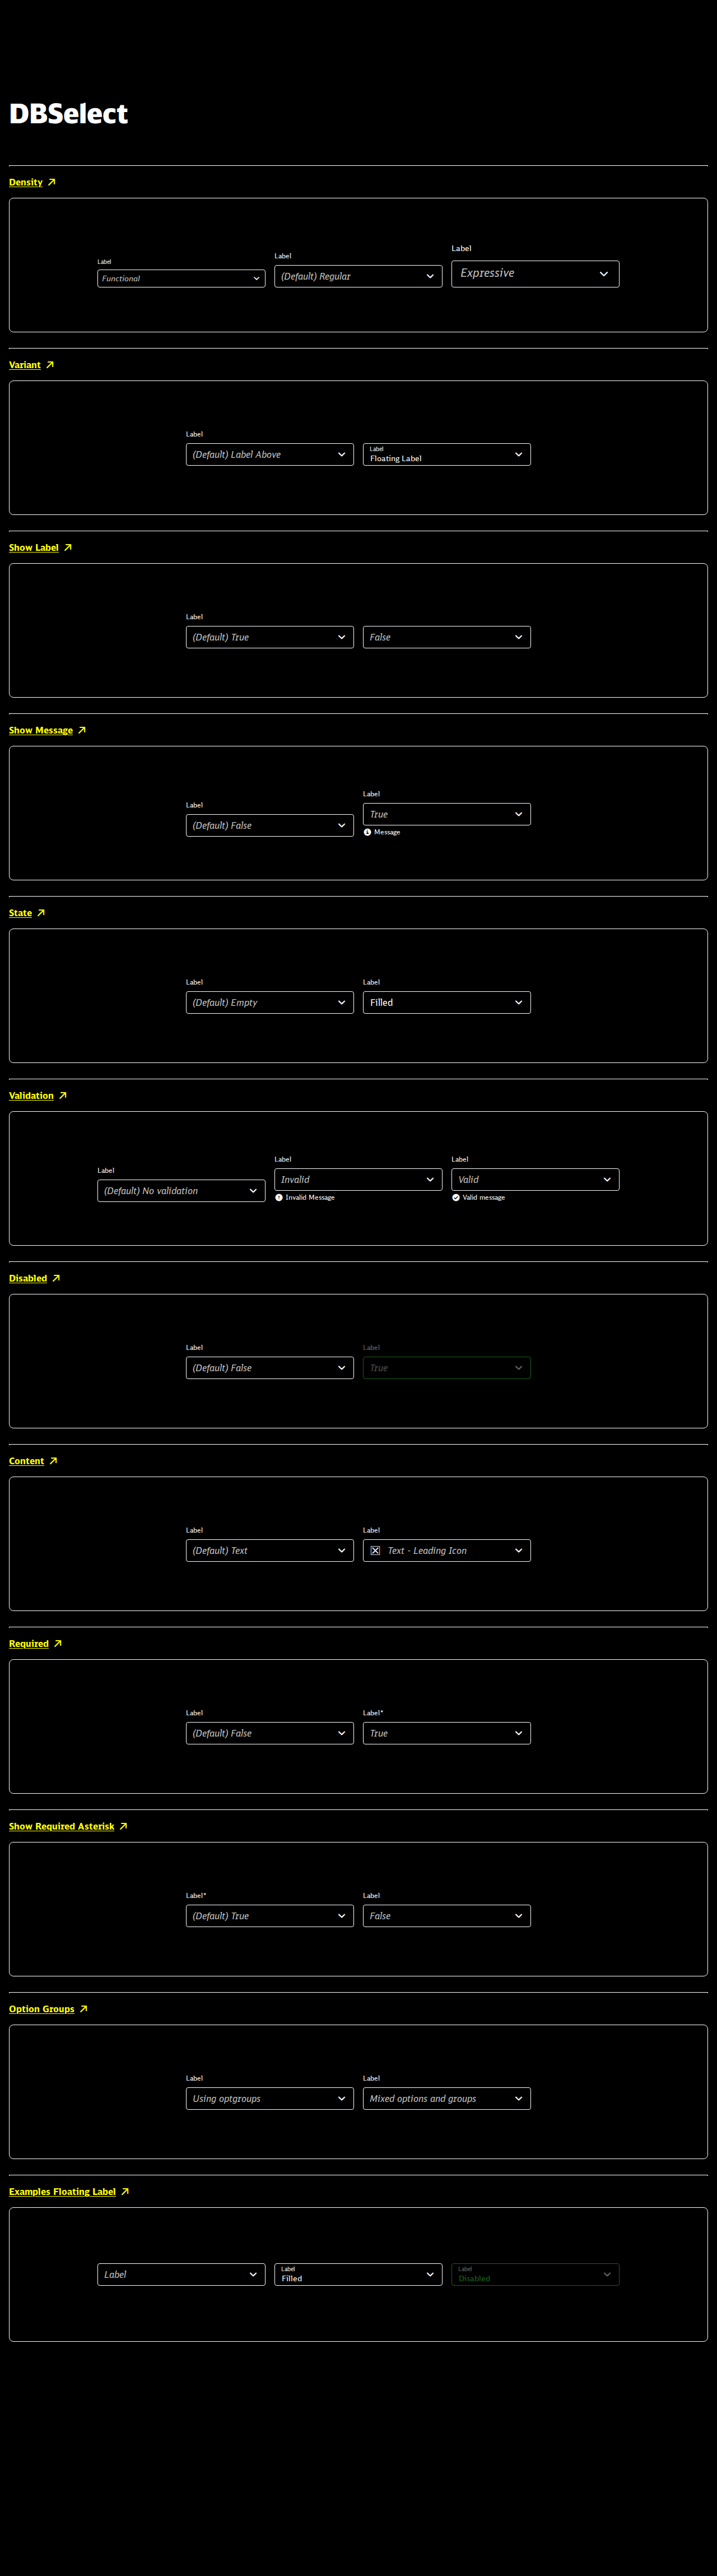 DBSelect
Density
Label
Functional
Label
(Default) Regular
Label
Expressive
Variant
Label
(Default) Label Above
Label
Floating Label
Show Label
Label
(Default) True
False
Show Message
Label
(Default) False
Label
True
Message
State
Label
(Default) Empty
Label
Filled
Validation
Label
(Default) No validation
Label
Invalid
Invalid Message
Label
Valid
Valid message
Disabled
Label
(Default) False
Label
True
Content
Label
(Default) Text
Label
Text - Leading Icon
Required
Label
(Default) False
Label*
True
Show Required Asterisk
Label*
(Default) True
Label
False
Option Groups
Label
Using optgroups
Label
Mixed options and groups
Examples Floating Label
Label
Label
Filled
Label
Disabled